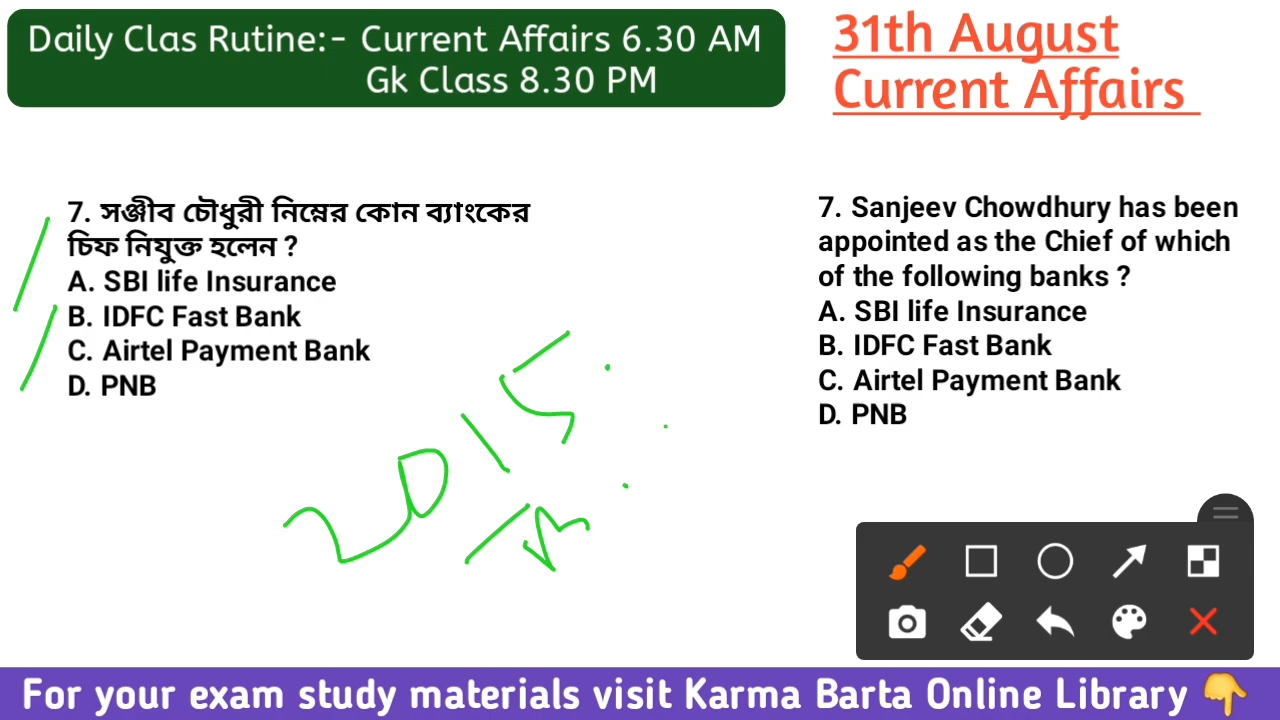 Daily Clas Rutine:- Current Affairs 6.30 AM
Gk Class 8.30 PM
31th August
Current Affairs
7. সঞ্জীব চৌধুরী নিম্নের কোন ব্যাংকের
চিফ নিযুক্ত হলেন ?
A. SBI life Insurance
B. IDFC Fast Bank
C. Airtel Payment Bank
D. PNB
7. Sanjeev Chowdhury has been
appointed as the Chief of which
of the following banks ?
A. SBI life Insurance
B. IDFC Fast Bank
C. Airtel Payment Bank
D. PNB
2015
For your exam study materials visit Karma Barta Online Library 👇